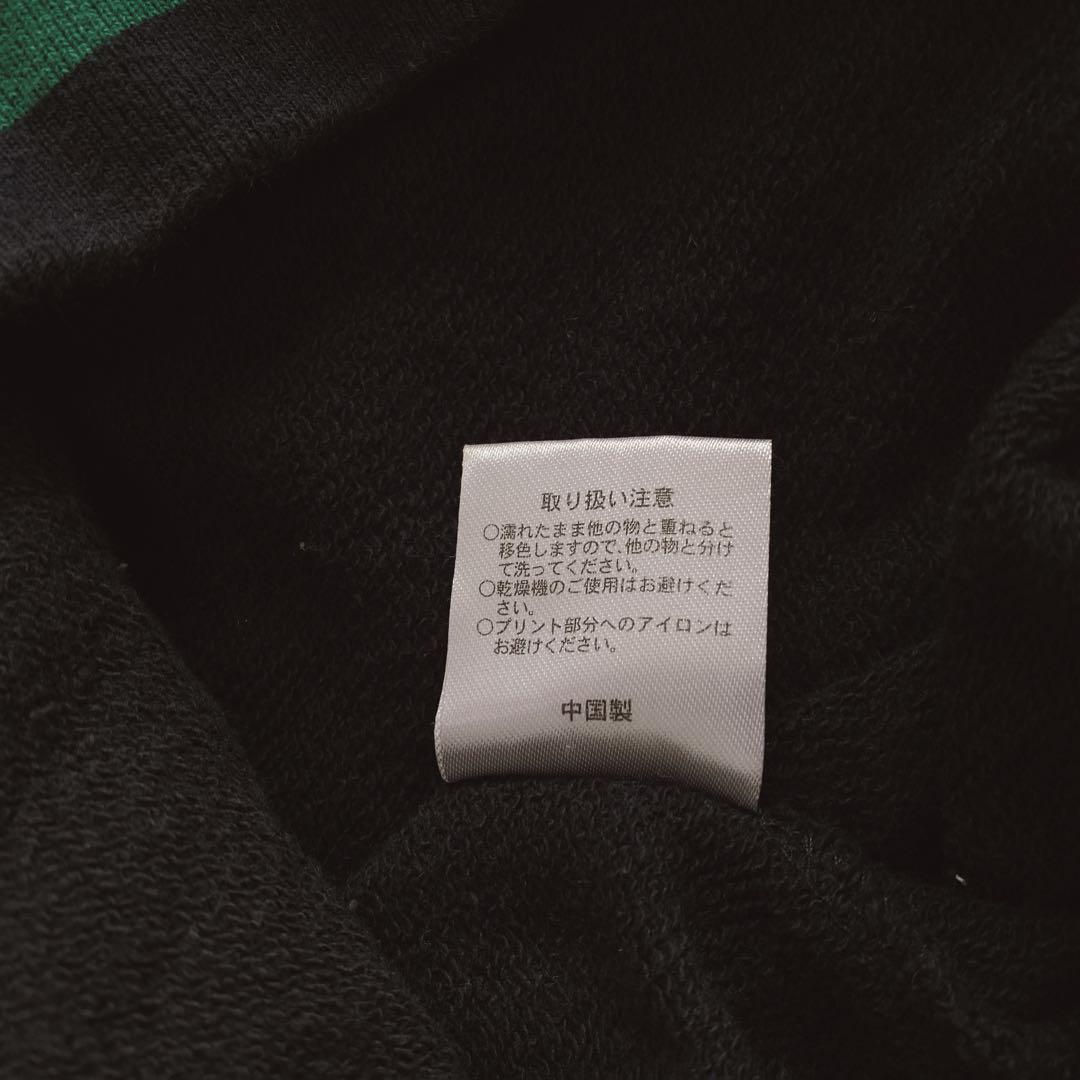 取り扱い注意
○濡れたまま他の物と重ねると
移色しますので、他の物と分け
て洗ってください。
○乾燥機のご使用はお避けくだ
さい。
○プリント部分へのアイロンは
お避けください。
中国製